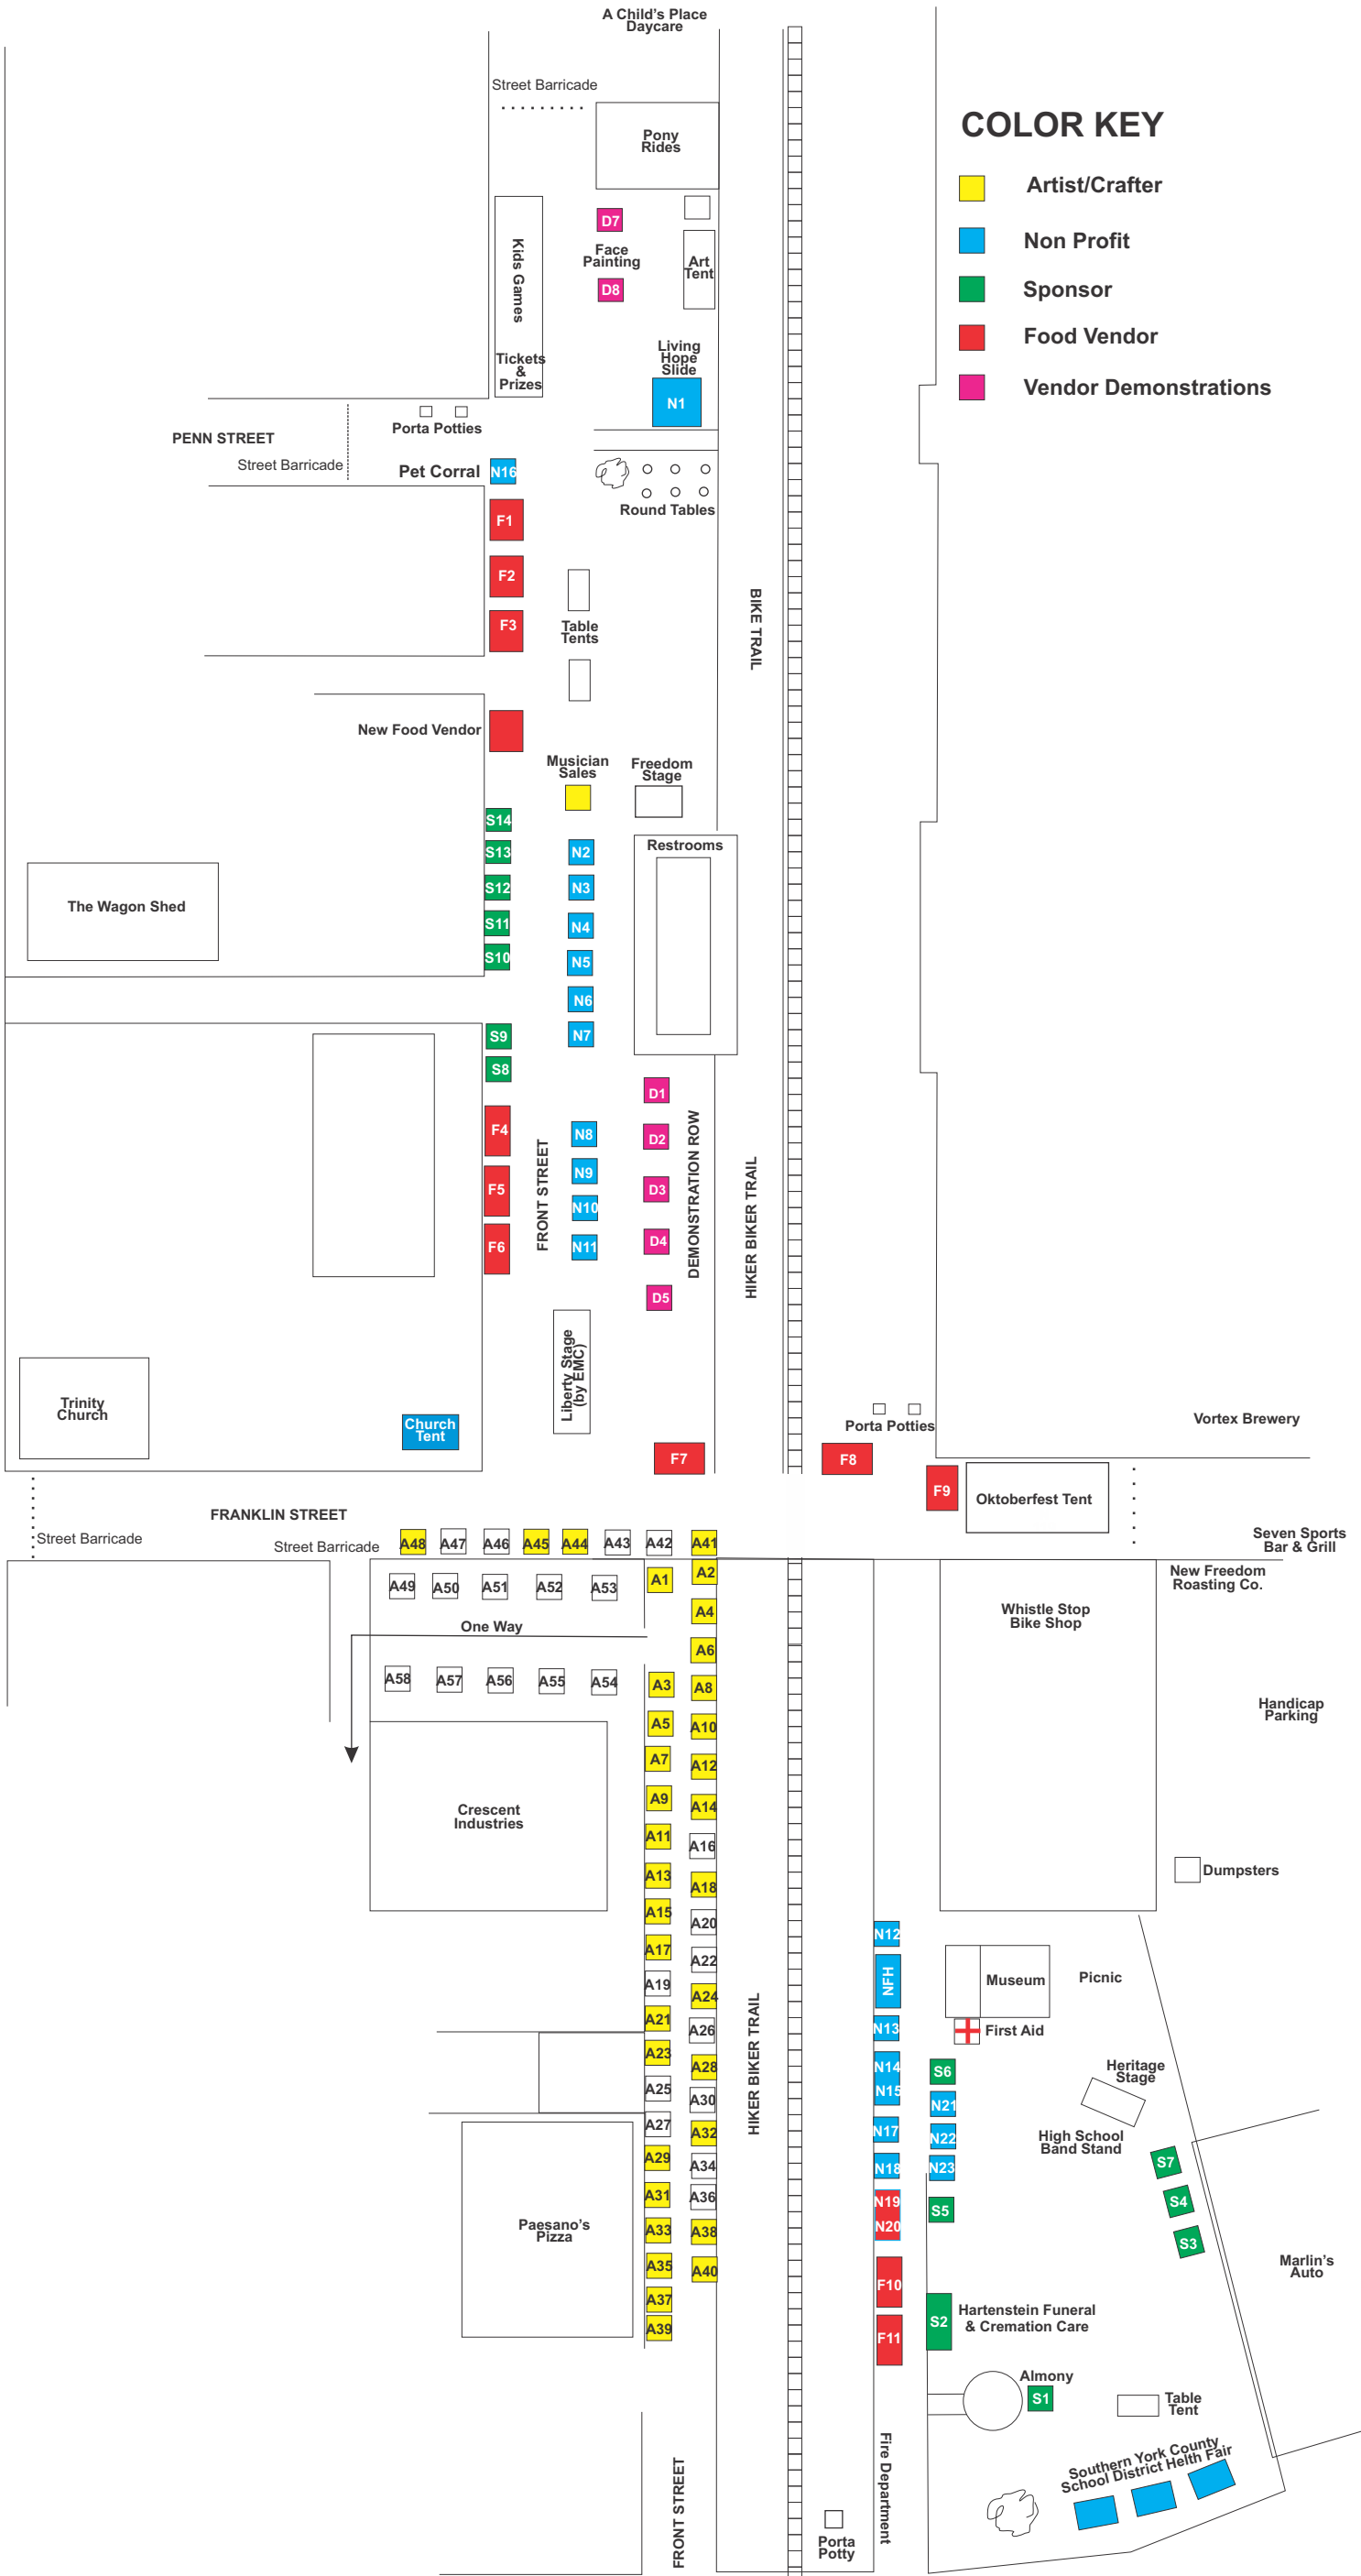 A Child's Place
Daycare
Street Barricade
Pony
Rides
COLOR KEY
Artist/Crafter
Non Profit
Sponsor
Food Vendor
Vendor Demonstrations
D7
Face
Painting
D8
Kids Games
Art
Tent
Tickets
&
Prizes
Living
Hope
Slide
N1
Porta Potties
PENN STREET
Street Barricade
Pet Corral
N16
Round Tables
F1
F2
F3
Table
Tents
BIKE TRAIL
New Food Vendor
Musician
Sales
Freedom
Stage
S14
S13
S12
S11
S10
N2
N3
N4
N5
N6
N7
Restrooms
The Wagon Shed
S9
S8
F4
F5
F6
FRONT STREET
N8
N9
N10
N11
D1
D2
D3
D4
D5
DEMONSTRATION ROW
HIKER BIKER TRAIL
Liberty Stage
(by EMC)
Trinity
Church
Church
Tent
F7
F8
Porta Potties
Vortex Brewery
F9
Oktoberfest Tent
FRANKLIN STREET
Street Barricade
Street Barricade
Seven Sports
Bar & Grill
New Freedom
Roasting Co.
A48
A47
A46
A45
A44
A43
A42
A41
A49
A50
A51
A52
A53
A1
A2
A4
A6
One Way
Whistle Stop
Bike Shop
A58
A57
A56
A55
A54
A3
A8
A5
A10
A7
A12
A9
A14
A11
A16
A13
A18
A15
A20
A17
A22
A19
A24
A21
A26
A23
A28
A25
A30
A27
A32
A29
A34
A31
A36
A33
A38
A35
A40
A37
A39
Handicap
Parking
Crescent
Industries
Dumpsters
N12
NFH
N13
N14
N15
N17
N18
N19
N20
F10
F11
Museum
Picnic
First Aid
S6
N21
N22
N23
S5
Heritage
Stage
High School
Band Stand
S7
S4
S3
HIKER BIKER TRAIL
Paesano's
Pizza
Marlin's
Auto
S2
Hartenstein Funeral
& Cremation Care
Almony
S1
Table
Tent
Southern York County
School District Helth Fair
Fire Department
FRONT STREET
Porta
Potty